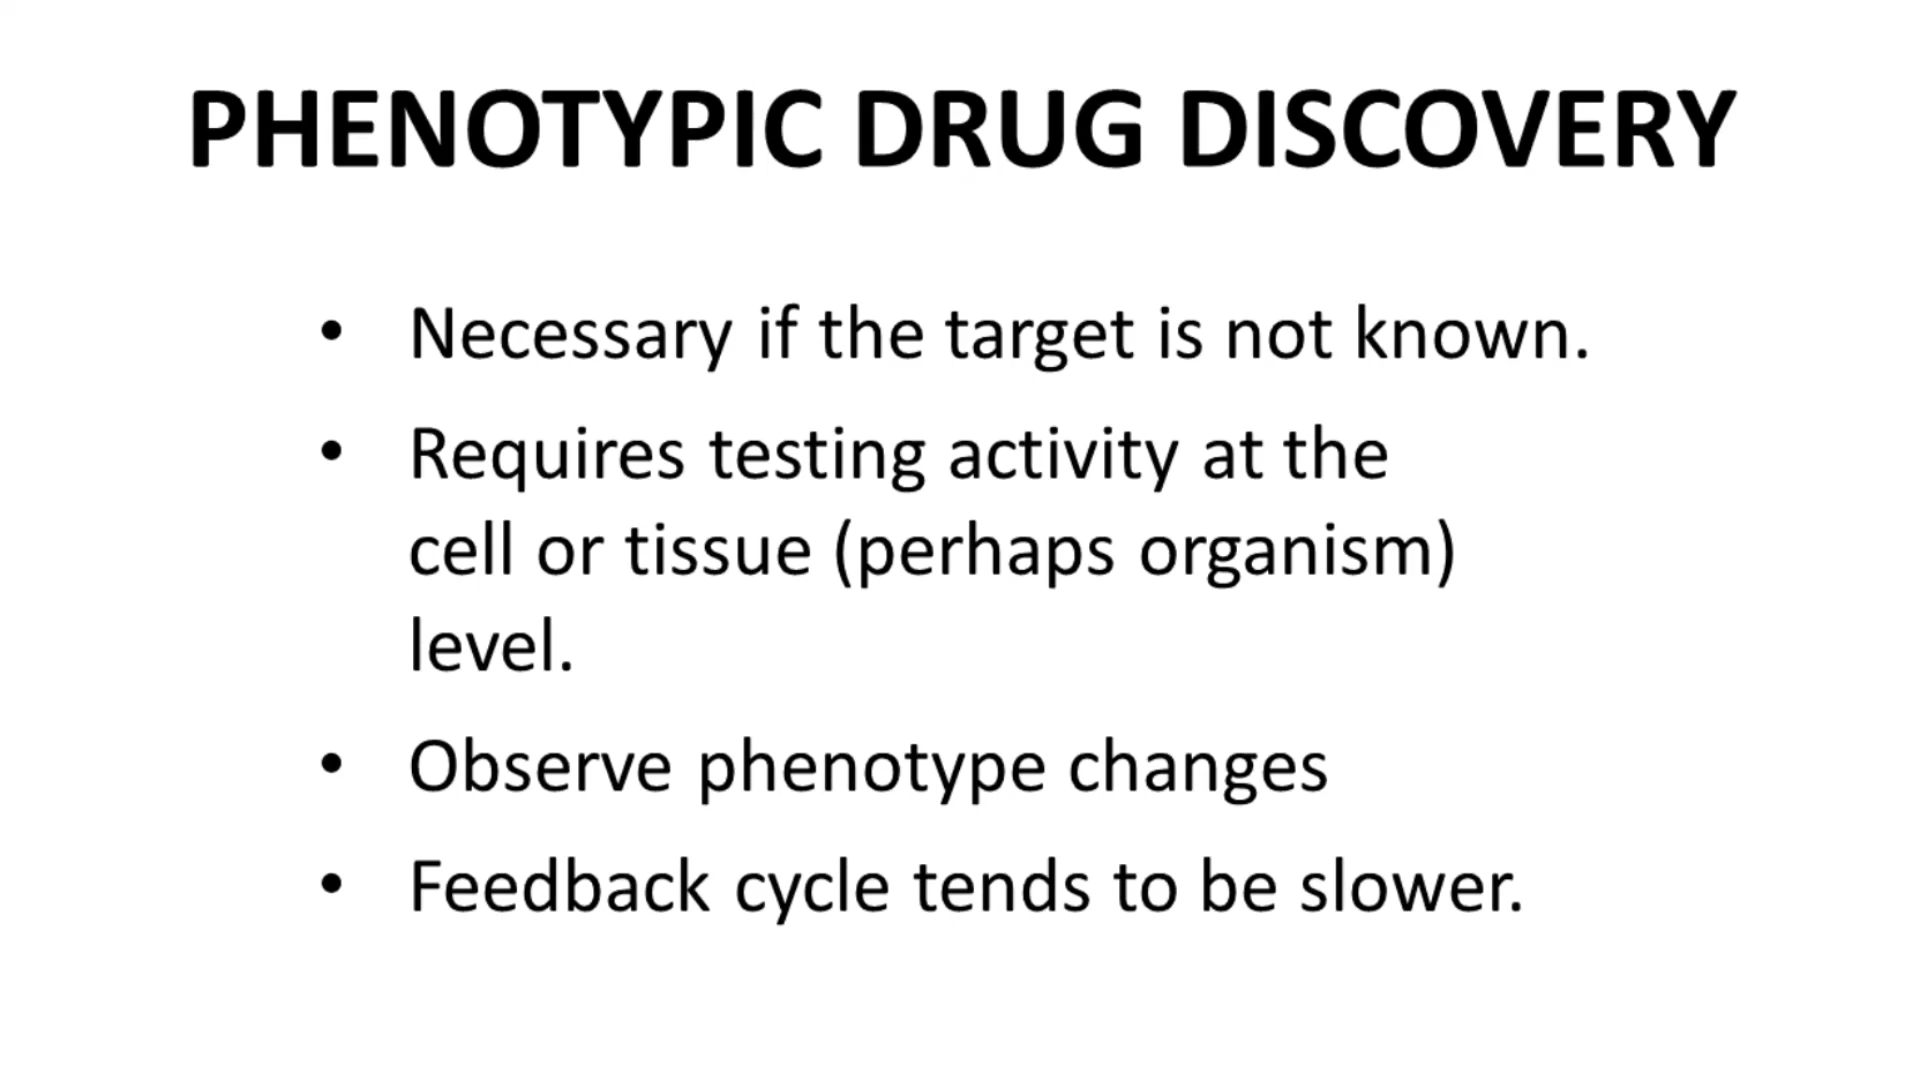 PHENOTYPIC DRUG DISCOVERY
• Necessary if the target is not known.
• Requires testing activity at the
cell or tissue (perhaps organism)
level.
• Observe phenotype changes
• Feedback cycle tends to be slower.